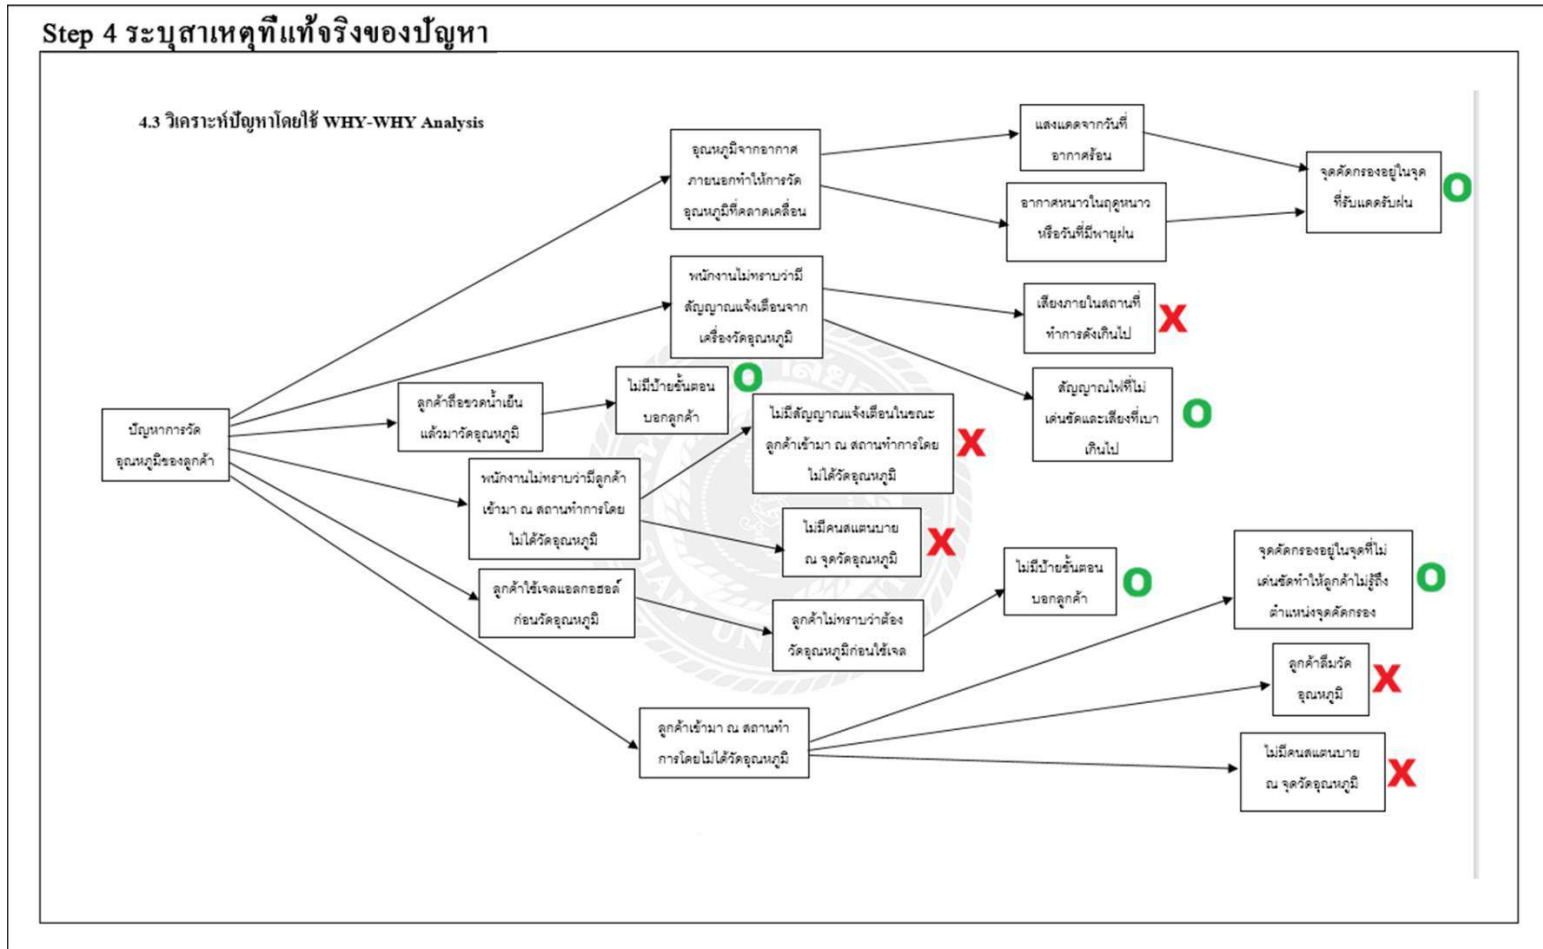 Step 4 ระบุสาเหตุที่แท้จริงของปัญหา
4.3 วิเคราะห์ปัญหาโดยใช้ WHY-WHY Analysis
ปัญหาการวัด
อุณหภูมิของลูกค้า
อุณหภูมิจากอากาศ
ภายนอกทำให้การวัด
อุณหภูมิที่คลาดเคลื่อน
แสงแดดจากวันที่
อากาศร้อน
อากาศหนาวในฤดูหนาว
หรือวันที่มีพายุฝน
จุดคัดกรองอยู่ในจุด
ที่รับแดดรับฝน
O
พนักงานไม่ทราบว่ามี
สัญญาณแจ้งเตือนจาก
เครื่องวัดอุณหภูมิ
เสียงภายในสถานที่
ทำการดังเกินไป
X
สัญญาณไฟที่ไม่
เด่นชัดและเสียงที่เบา
เกินไป
O
ลูกค้าถือขวดน้ำเย็น
แล้วมาวัดอุณหภูมิ
ไม่มีป้ายขั้นตอน
บอกลูกค้า
O
พนักงานไม่ทราบว่ามีลูกค้า
เข้ามา ณ สถานทำการโดย
ไม่ได้วัดอุณหภูมิ
ไม่มีสัญญาณแจ้งเตือนในขณะ
ลูกค้าเข้ามา ณ สถานทำการโดย
ไม่ได้วัดอุณหภูมิ
X
ไม่มีคนสแตนบาย
ณ จุดวัดอุณหภูมิ
X
ลูกค้าใช้เจลแอลกอฮอล์
ก่อนวัดอุณหภูมิ
ลูกค้าไม่ทราบว่าต้อง
วัดอุณหภูมิก่อนใช้เจล
ไม่มีป้ายขั้นตอน
บอกลูกค้า
O
ลูกค้าเข้ามา ณ สถานทำ
การโดยไม่ได้วัดอุณหภูมิ
จุดคัดกรองอยู่ในจุดที่ไม่
เด่นชัดทำให้ลูกค้าไม่รู้ถึง
ตำแหน่งจุดคัดกรอง
O
ลูกค้าลืมวัด
อุณหภูมิ
X
ไม่มีคนสแตนบาย
ณ จุดวัดอุณหภูมิ
X